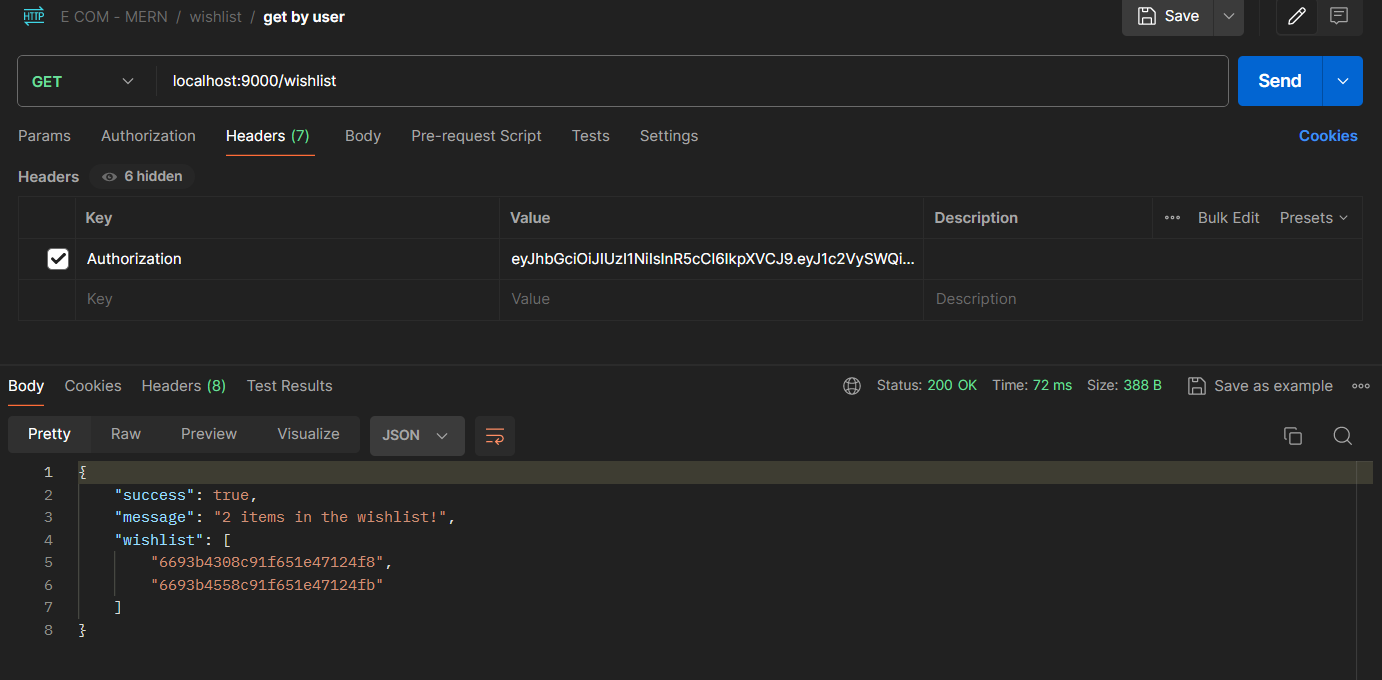 HTTP E COM - MERN / wishlist / get by user Save
GET localhost:9000/wishlist Send
Params Authorization Headers (7) Body Pre-request Script Tests Settings Cookies
Headers 6 hidden
Key Value Description Bulk Edit Presets
Authorization eyJhbGciOiJIUzI1NiIsInR5cCI6IkpXVCJ9.eyJ1c2VySWQi...
Key Value Description
Body Cookies Headers (8) Test Results Status: 200 OK Time: 72 ms Size: 388 B Save as example
Pretty Raw Preview Visualize JSON
1 {
2 "success": true,
3 "message": "2 items in the wishlist!",
4 "wishlist": [
5 "6693b4308c91f651e47124f8",
6 "6693b4558c91f651e47124fb"
7 ]
8 }